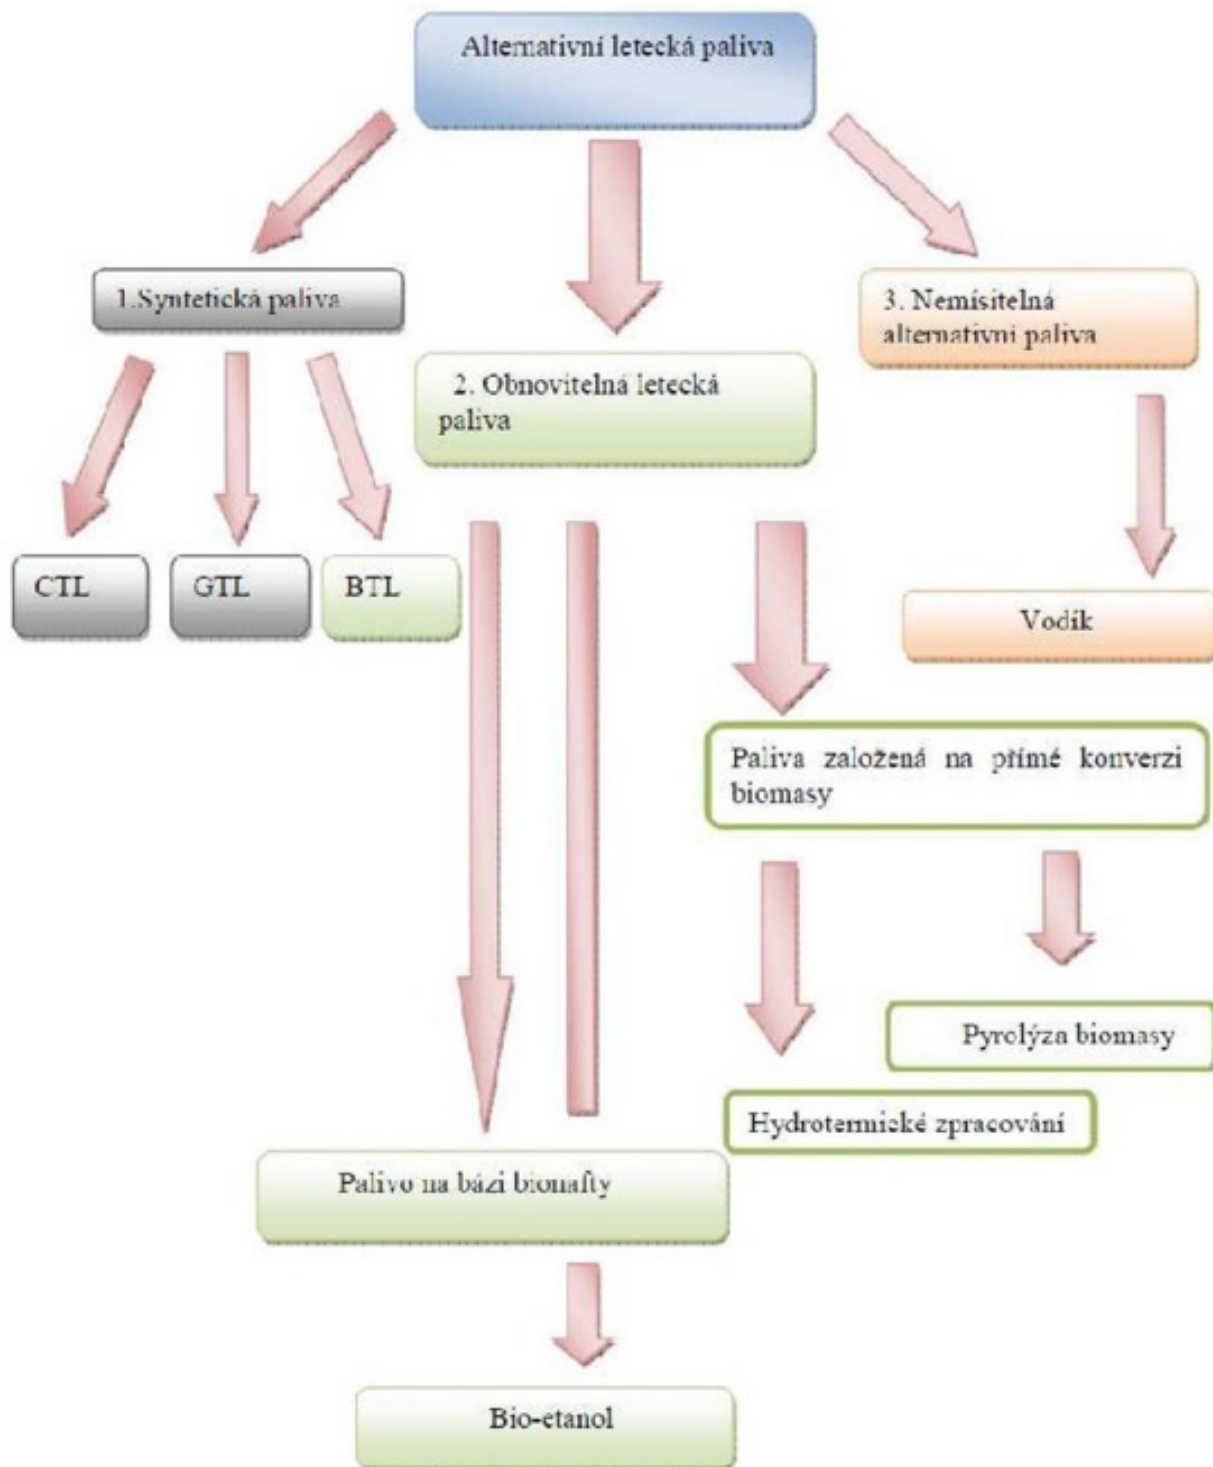 Alternativní letecká paliva
1.Syntetická paliva
3. Nemísitelná
alternativní paliva
2. Obnovitelná letecká
paliva
CTL
GTL
BTL
Vodík
Paliva založená na přímé konverzi
biomasy
Pyrolýza biomasy
Hydrotermické zpracování
Palivo na bázi bionafty
Bio-etanol